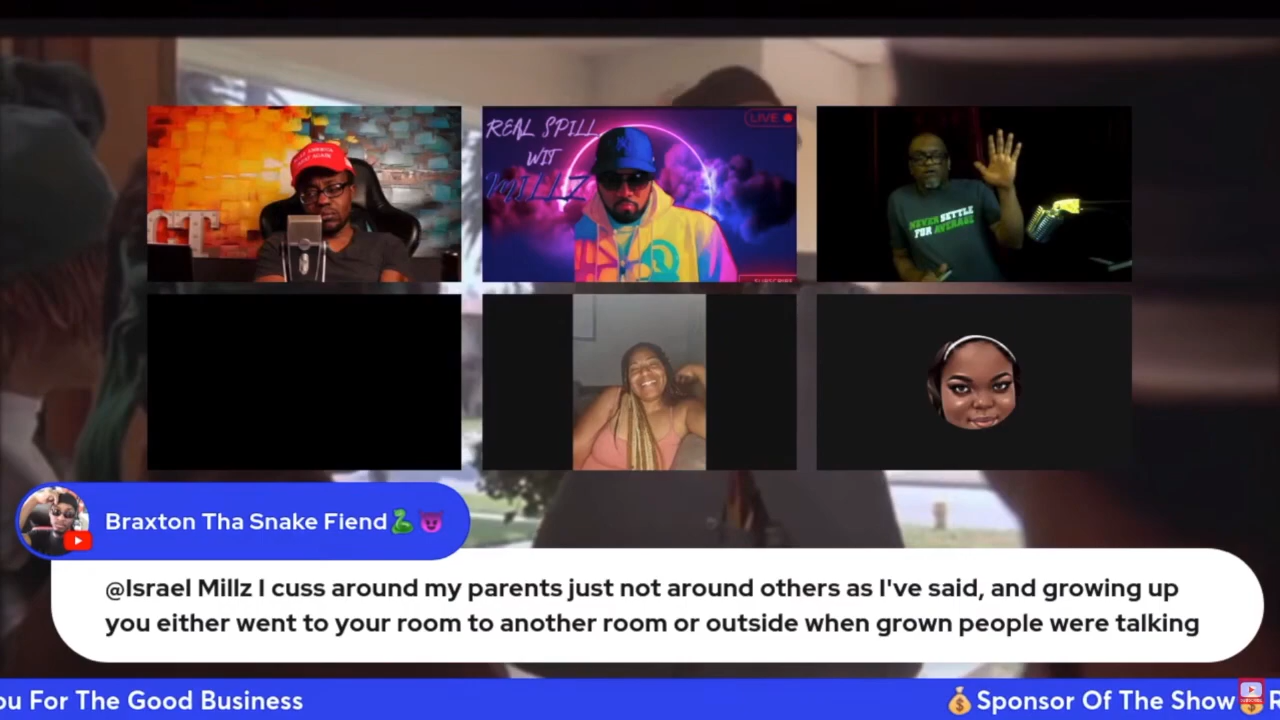 REAL SPILL
WIT
MILLZ
LIVE
CT
NEVER SETTLE
FOR AVERAGE
SUBSCRIBE
Braxton Tha Snake Fiend🐍😈
@Israel Millz I cuss around my parents just not around others as I've said, and growing up
you either went to your room to another room or outside when grown people were talking
ou For The Good Business
💰Sponsor Of The Show